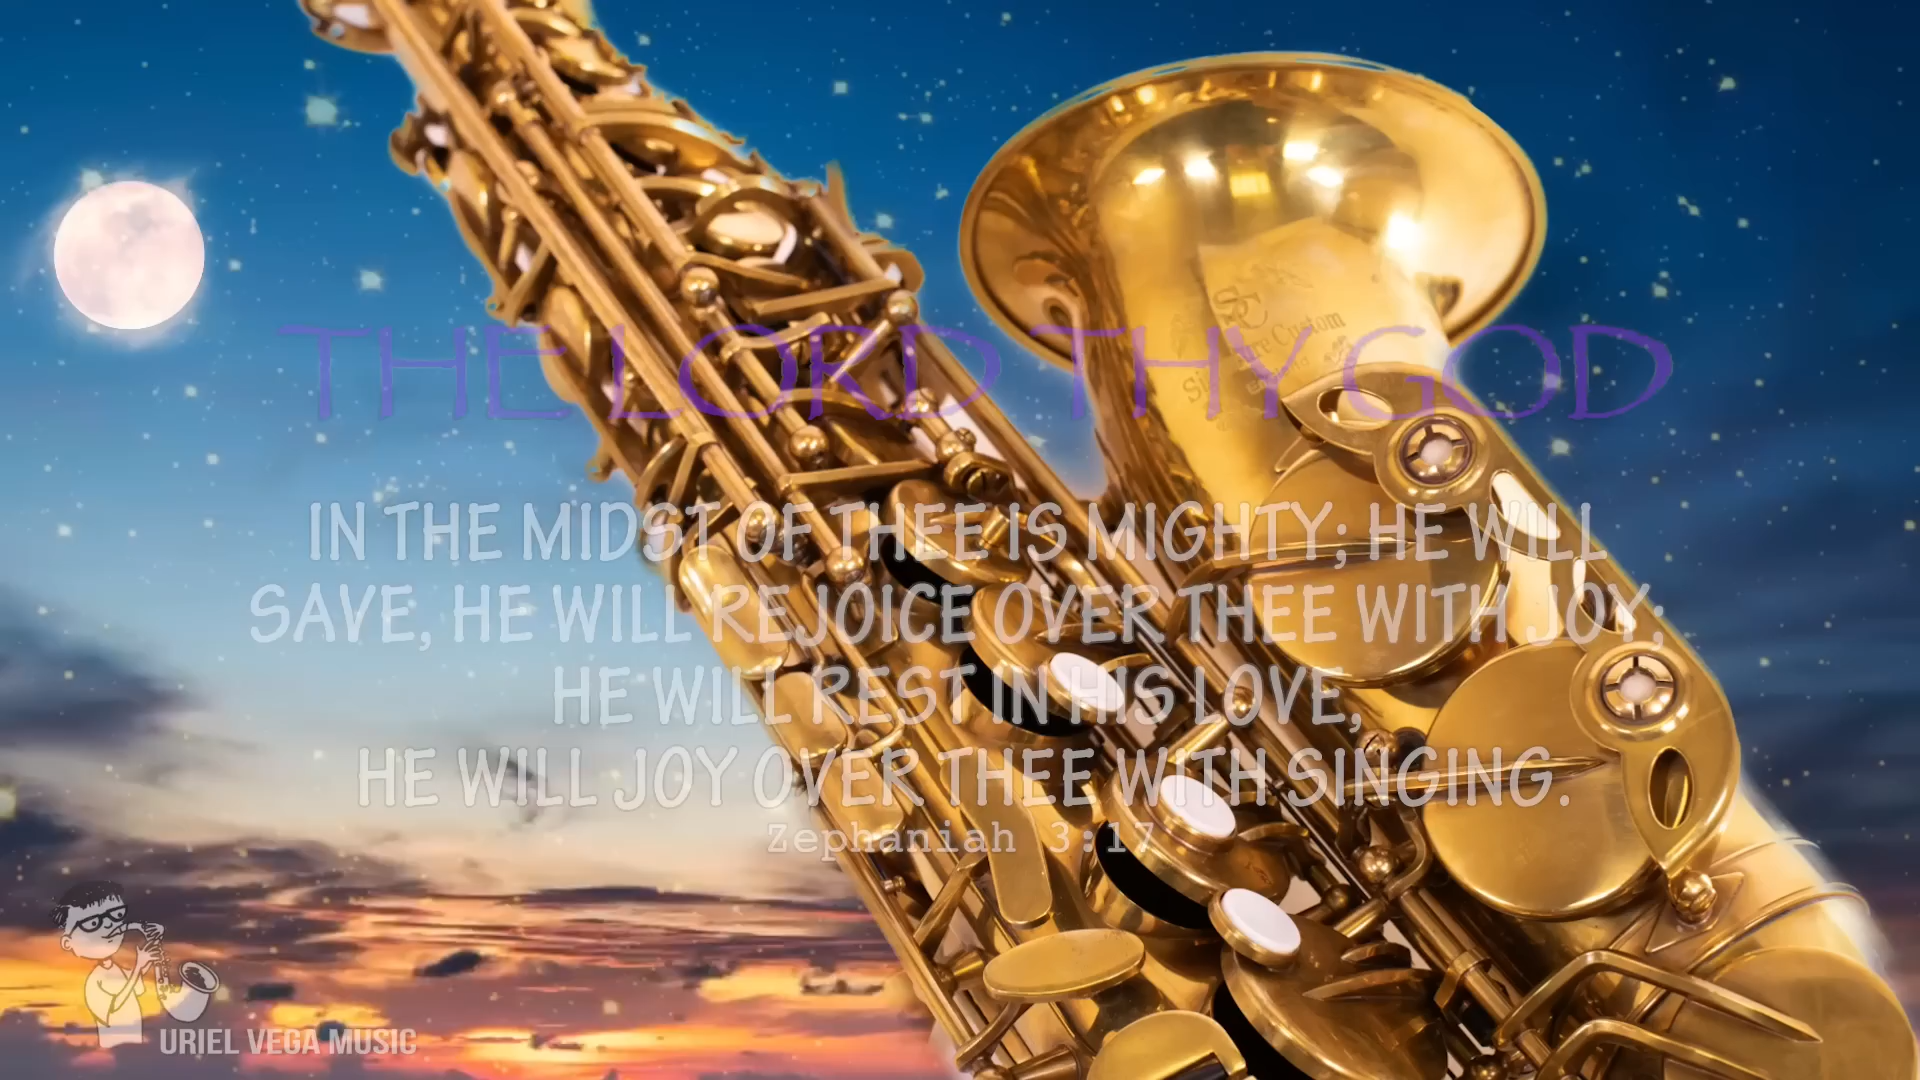 THE LORD THY GOD
IN THE MIDST OF THEE IS MIGHTY; HE WILL
SAVE, HE WILL REJOICE OVER THEE WITH JOY;
HE WILL REST IN HIS LOVE,
HE WILL JOY OVER THEE WITH SINGING.
Zephaniah 3:17
URIEL VEGA MUSIC
SC
Custom